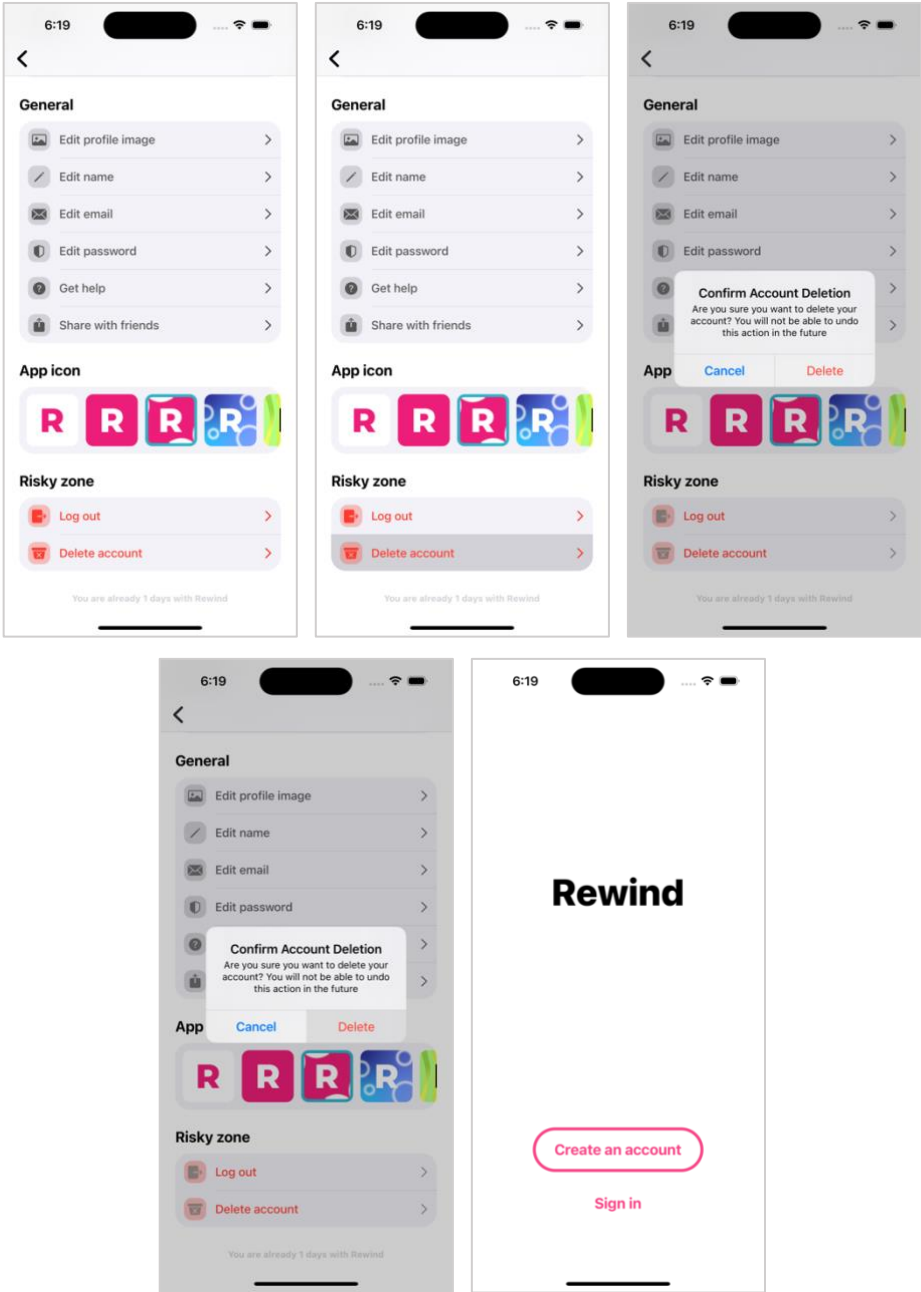 6:19
General
Edit profile image
Edit name
Edit email
Edit password
Get help
Share with friends
App icon
R R R R
Risky zone
Log out
Delete account
You are already 1 days with Rewind
6:19
General
Edit profile image
Edit name
Edit email
Edit password
Get help
Share with friends
App icon
R R R R
Risky zone
Log out
Delete account
You are already 1 days with Rewind
6:19
General
Edit profile image
Edit name
Edit email
Edit password
Confirm Account Deletion
Are you sure you want to delete your
account? You will not be able to undo
this action in the future
Cancel Delete
App
R R R R
Risky zone
Log out
Delete account
You are already 1 days with Rewind
6:19
General
Edit profile image
Edit name
Edit email
Edit password
Confirm Account Deletion
Are you sure you want to delete your
account? You will not be able to undo
this action in the future
Cancel Delete
App
R R R R
Risky zone
Log out
Delete account
You are already 1 days with Rewind
6:19
Rewind
Create an account
Sign in